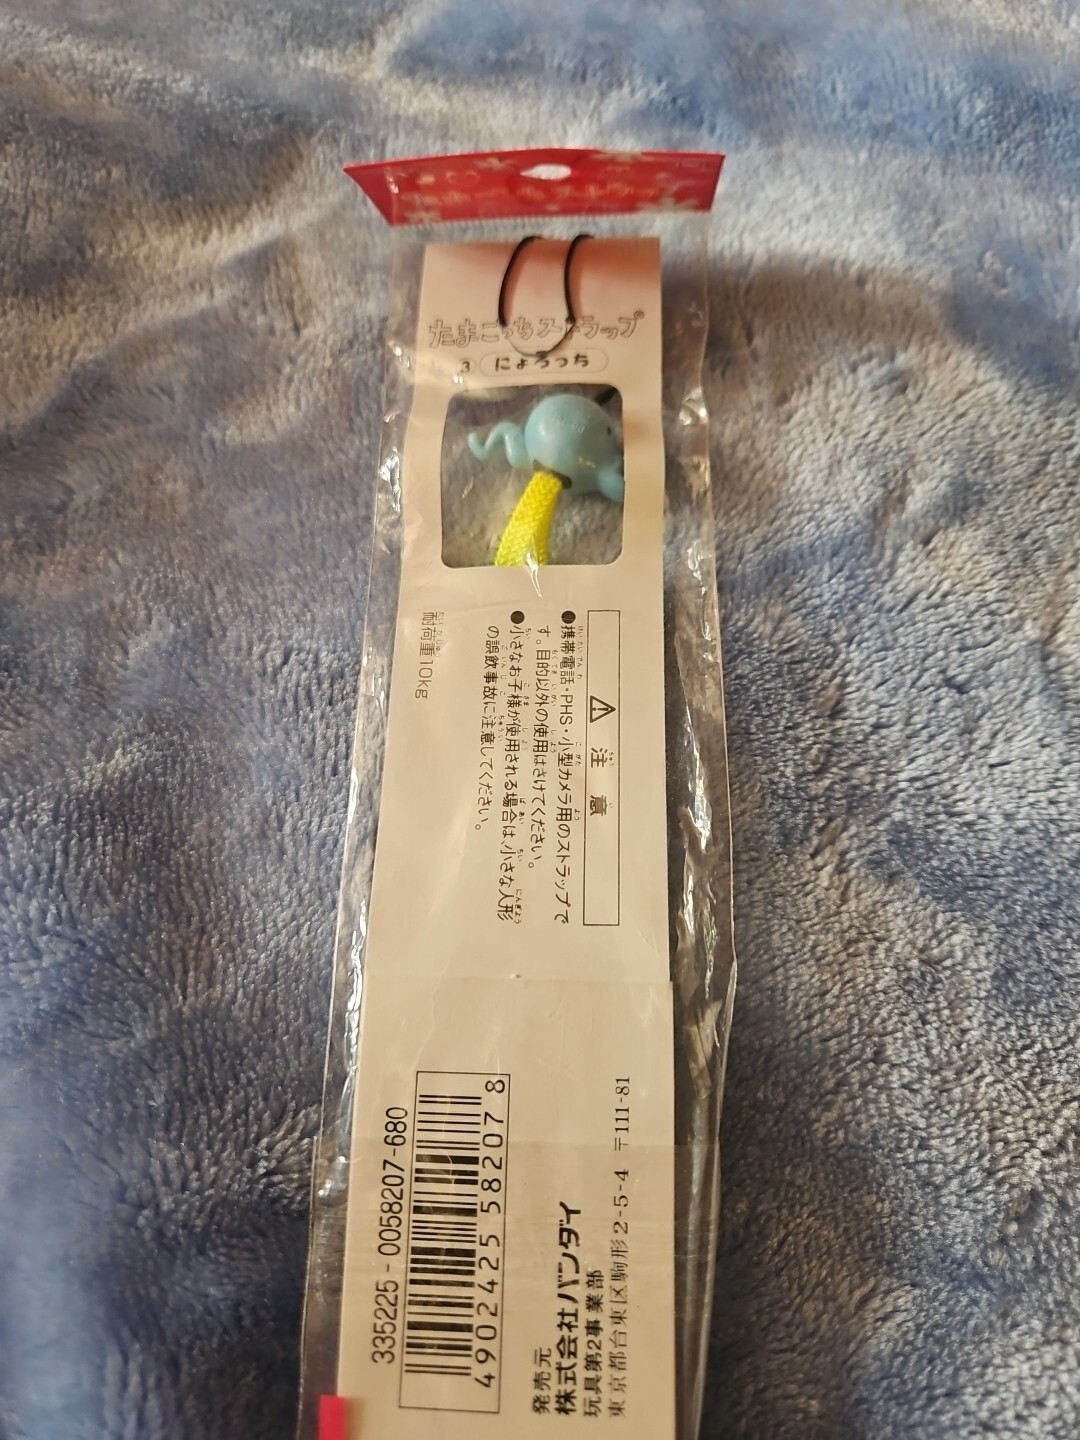 たまごっちストラップ
3 にょろっち
⚠ 注意
●携帯電話・PHS・小型カメラ用のストラップで
す。目的以外の使用はさけてください。
●小さなお子様が使用される場合は、小さな人形
の誤飲事故に注意してください。
耐荷重10kg
335225-0058207-680
4902425582078
発売元
株式会社バンダイ
玩具第2事業部
東京都台東区駒形2-5-4 〒111-81